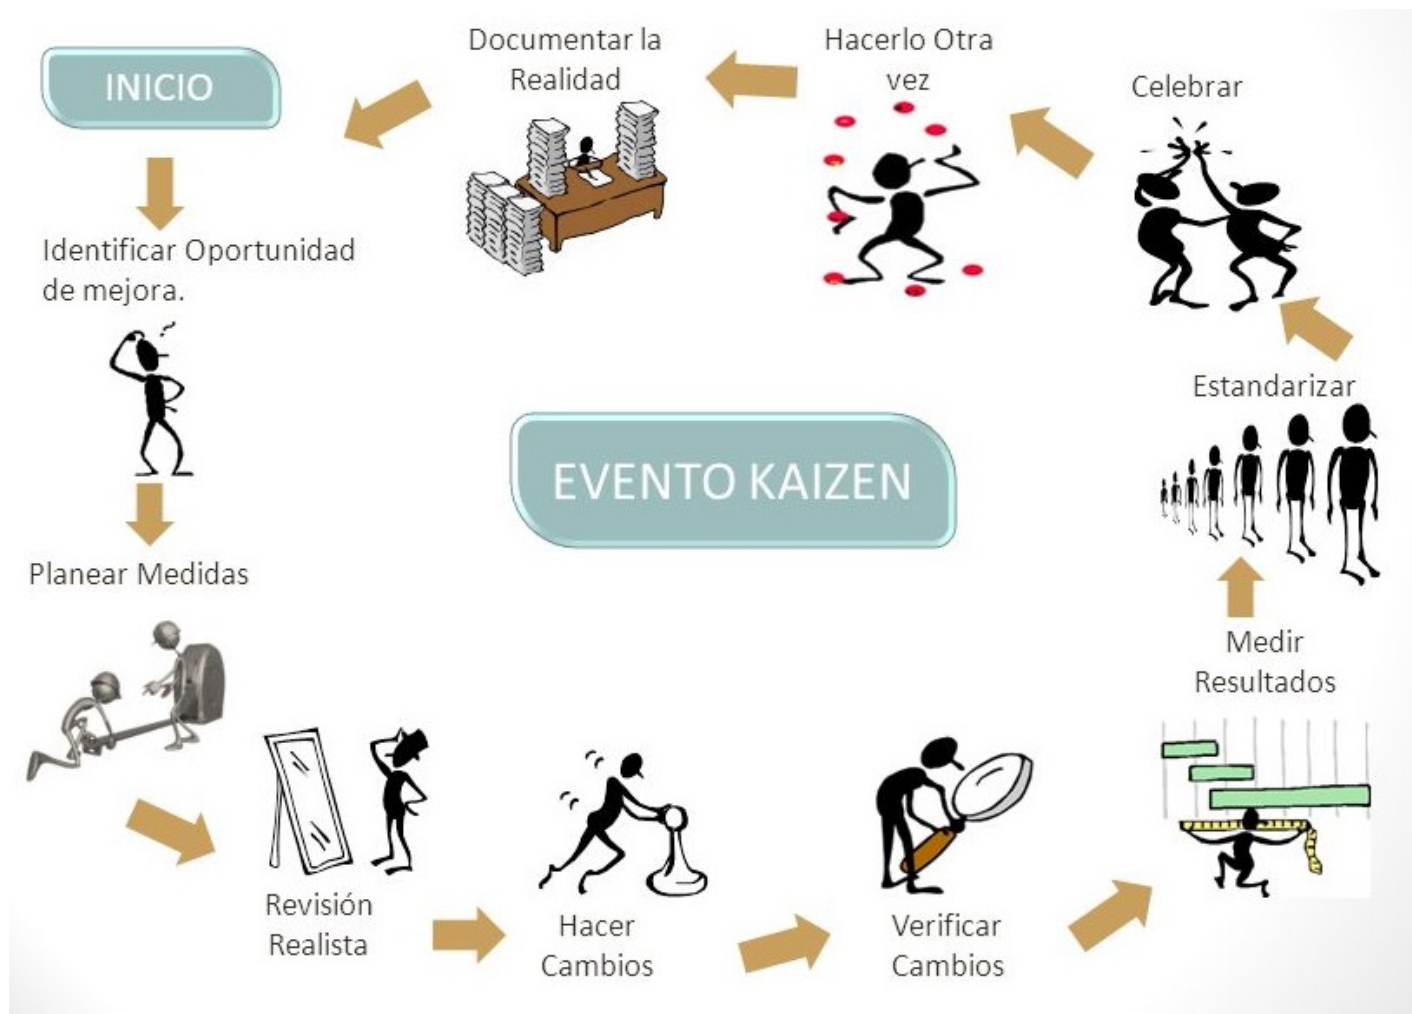 INICIO
Identificar Oportunidad
de mejora.
Planear Medidas
Revisión
Realista
Hacer
Cambios
Verificar
Cambios
Medir
Resultados
Estandarizar
Celebrar
Hacerlo Otra
vez
Documentar la
Realidad
EVENTO KAIZEN